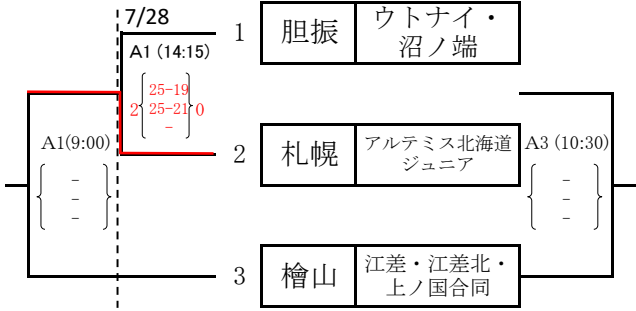 7/28
A1 (14:15)
25-19
2 25-21 0
-
1 胆振 ウトナイ・
沼ノ端
A1(9:00)
-
-
-
2 札幌 アルテミス北海道
ジュニア
A3 (10:30)
-
-
-
3 檜山 江差・江差北・
上ノ国合同